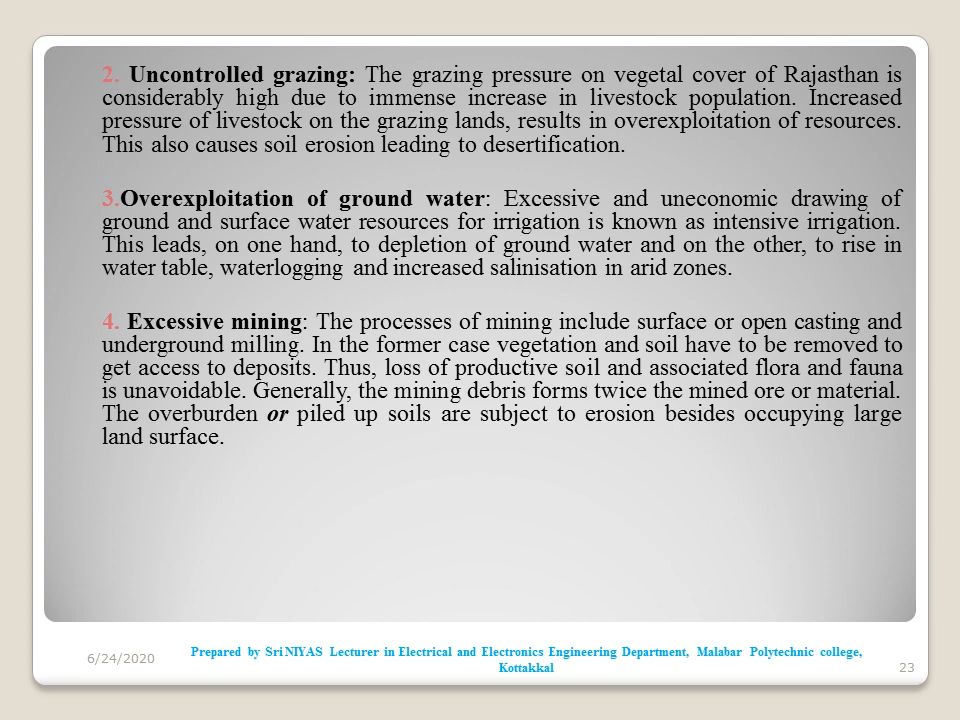 2. Uncontrolled grazing: The grazing pressure on vegetal cover of Rajasthan is
considerably high due to immense increase in livestock population. Increased
pressure of livestock on the grazing lands, results in overexploitation of resources.
This also causes soil erosion leading to desertification.
3.Overexploitation of ground water: Excessive and uneconomic drawing of
ground and surface water resources for irrigation is known as intensive irrigation.
This leads, on one hand, to depletion of ground water and on the other, to rise in
water table, waterlogging and increased salinisation in arid zones.
4. Excessive mining: The processes of mining include surface or open casting and
underground milling. In the former case vegetation and soil have to be removed to
get access to deposits. Thus, loss of productive soil and associated flora and fauna
is unavoidable. Generally, the mining debris forms twice the mined ore or material.
The overburden or piled up soils are subject to erosion besides occupying large
land surface.
6/24/2020
Prepared by Sri NIYAS Lecturer in Electrical and Electronics Engineering Department, Malabar Polytechnic college,
Kottakkal
23